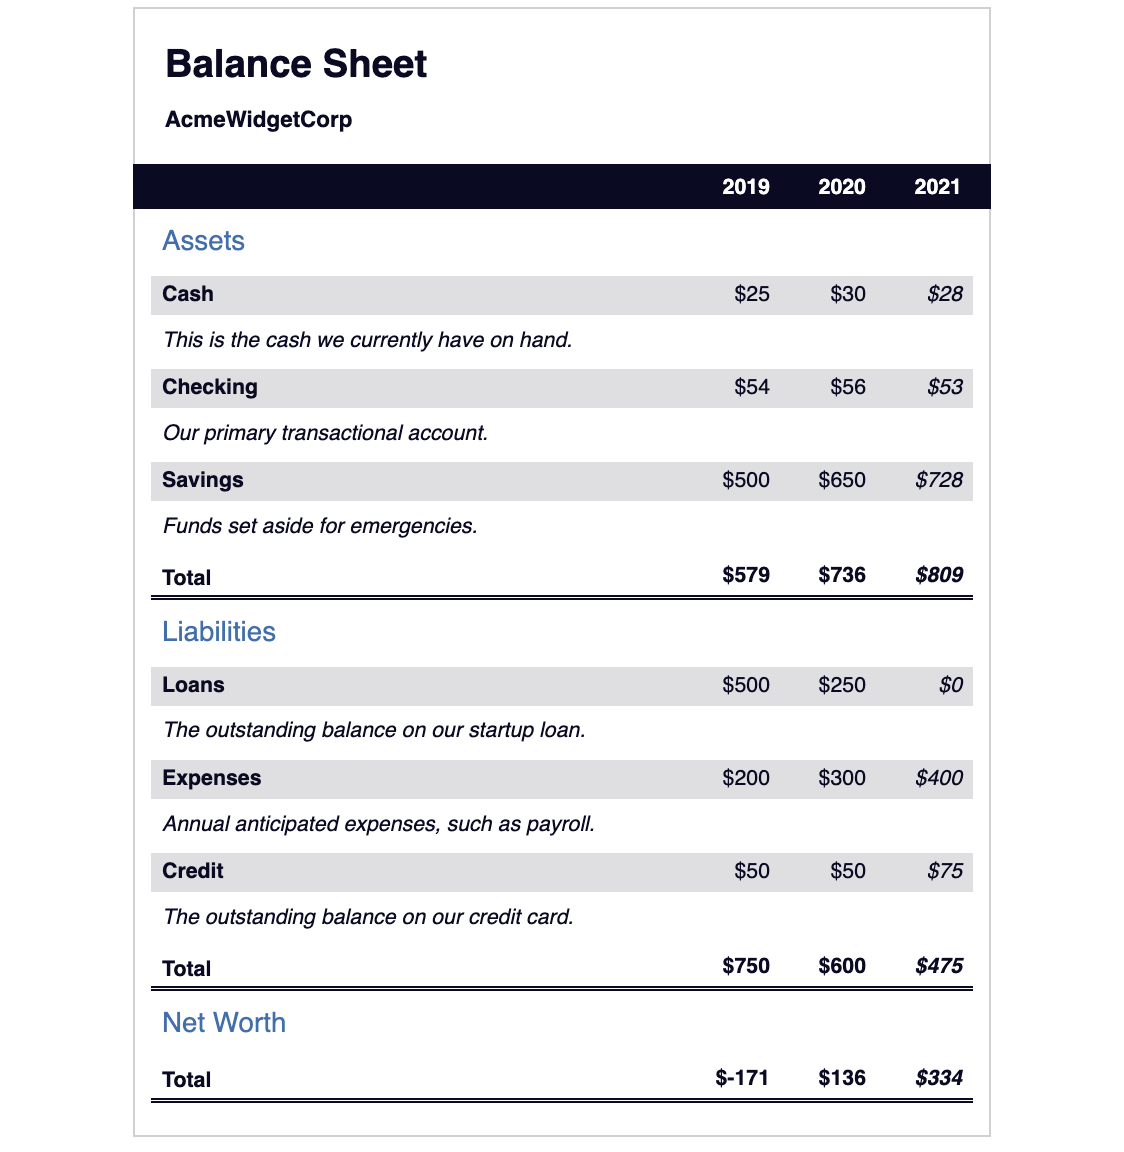 Balance Sheet
AcmeWidgetCorp
2019 2020 2021
Assets
Cash $25 $30 $28
This is the cash we currently have on hand.
Checking $54 $56 $53
Our primary transactional account.
Savings $500 $650 $728
Funds set aside for emergencies.
Total $579 $736 $809
Liabilities
Loans $500 $250 $0
The outstanding balance on our startup loan.
Expenses $200 $300 $400
Annual anticipated expenses, such as payroll.
Credit $50 $50 $75
The outstanding balance on our credit card.
Total $750 $600 $475
Net Worth
Total $-171 $136 $334